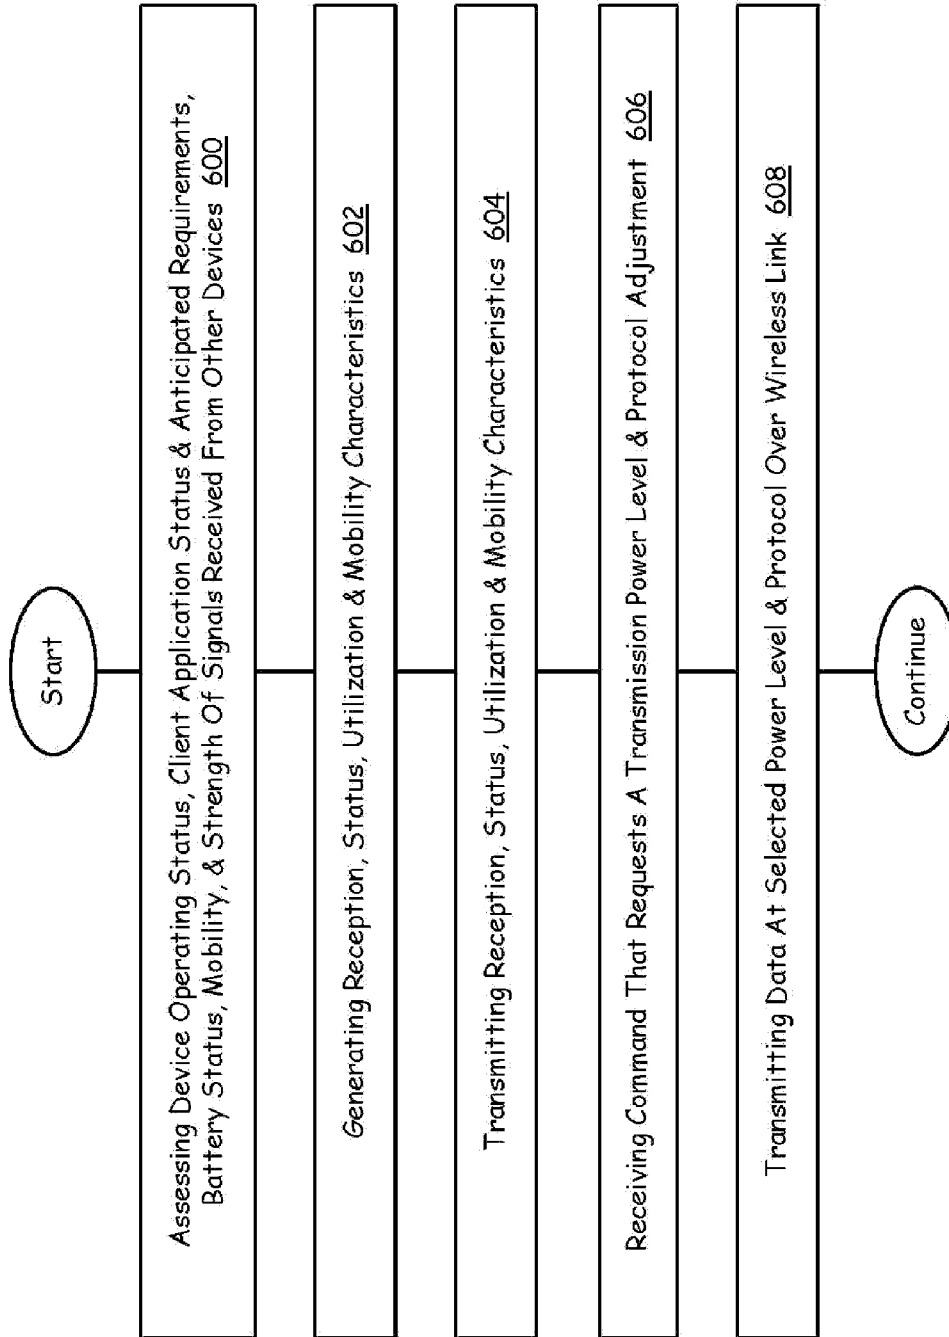 Start
Assessing Device Operating Status, Client Application Status & Anticipated Requirements,
Battery Status, Mobility, & Strength Of Signals Received From Other Devices 600
Generating Reception, Status, Utilization & Mobility Characteristics 602
Transmitting Reception, Status, Utilization & Mobility Characteristics 604
Receiving Command That Requests A Transmission Power Level & Protocol Adjustment 606
Transmitting Data At Selected Power Level & Protocol Over Wireless Link 608
Continue